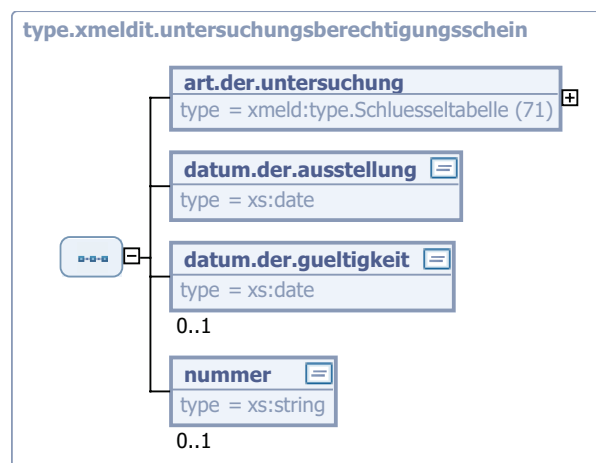 type.xmeldit.untersuchungsberechtigungsschein
art.der.untersuchung
type = xmeld:type.Schluesseltabelle (71)
datum.der.ausstellung
type = xs:date
datum.der.gueltigkeit
type = xs:date
0..1
nummer
type = xs:string
0..1